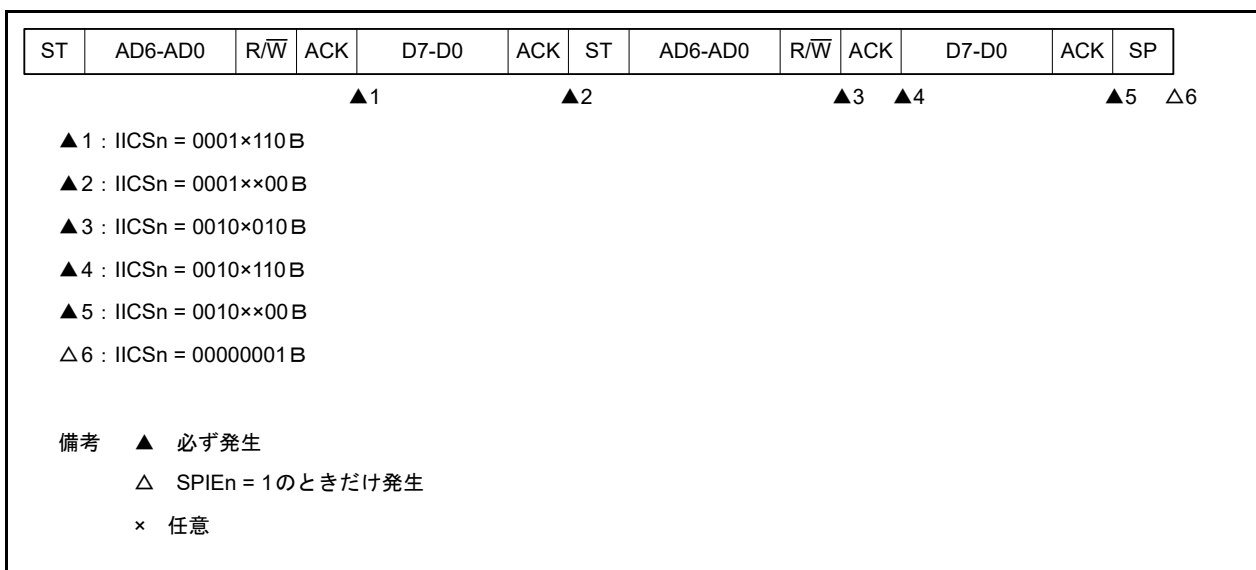 ST AD6-AD0 R/W̅ ACK D7-D0 ACK ST AD6-AD0 R/W̅ ACK D7-D0 ACK SP
▲1 ▲2 ▲3 ▲4 ▲5 △6
▲1：IICSn = 0001×110B
▲2：IICSn = 0001××00B
▲3：IICSn = 0010×010B
▲4：IICSn = 0010×110B
▲5：IICSn = 0010××00B
△6：IICSn = 00000001B
備考 ▲ 必ず発生
△ SPIEn = 1のときだけ発生
× 任意